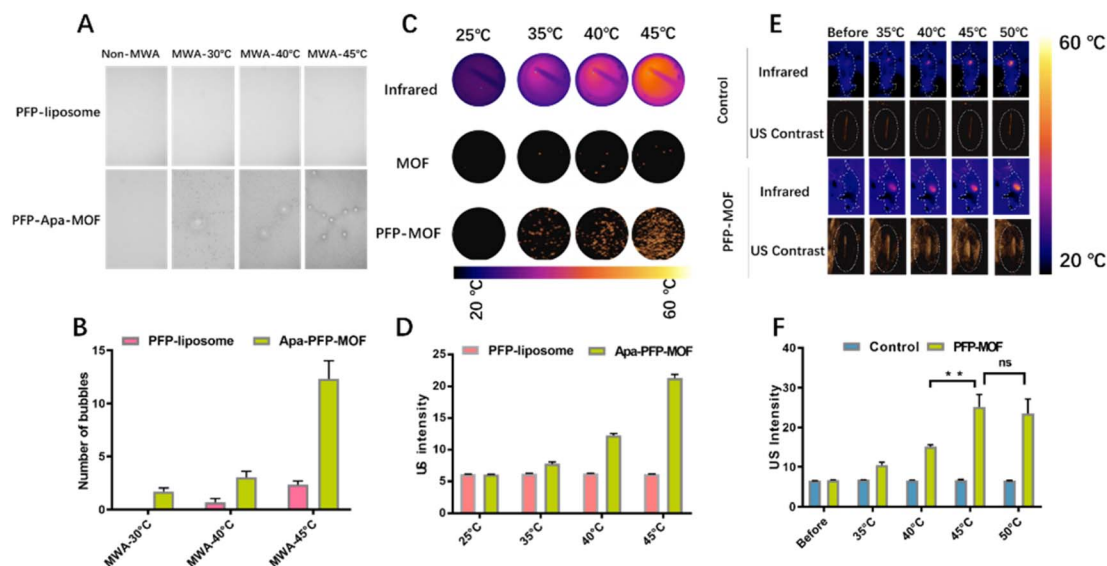 A
Non-MWA MWA-30°C MWA-40°C MWA-45°C
PFP-liposome
PFP-Apa-MOF
B
PFP-liposome Apa-PFP-MOF
Number of bubbles
15
10
5
0
MWA-30°C
MWA-40°C
MWA-45°C
C
25°C 35°C 40°C 45°C
Infrared
MOF
PFP-MOF
20 °C
60 °C
D
PFP-liposome Apa-PFP-MOF
US intensity
25
20
15
10
5
0
25°C
35°C
40°C
45°C
E
Before 35°C 40°C 45°C 50°C
Control
Infrared
US Contrast
PFP-MOF
Infrared
US Contrast
60 °C
20 °C
F
Control PFP-MOF
US Intensity
40
30
20
10
0
* *
ns
Before
35°C
40°C
45°C
50°C